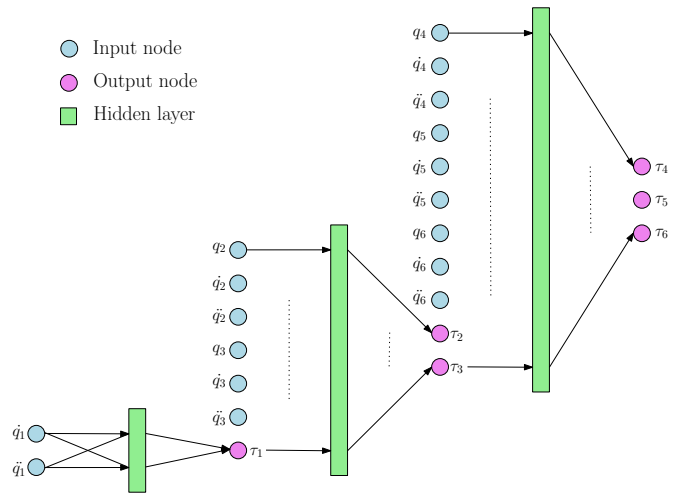 Input node
Output node
Hidden layer
q₄
q̇₄
q̈₄
q₅
q̇₅
q̈₅
q₆
q̇₆
q̈₆
τ₂
τ₃
τ₄
τ₅
τ₆
q₂
q̇₂
q̈₂
q₃
q̇₃
q̈₃
τ₁
q̇₁
q̈₁